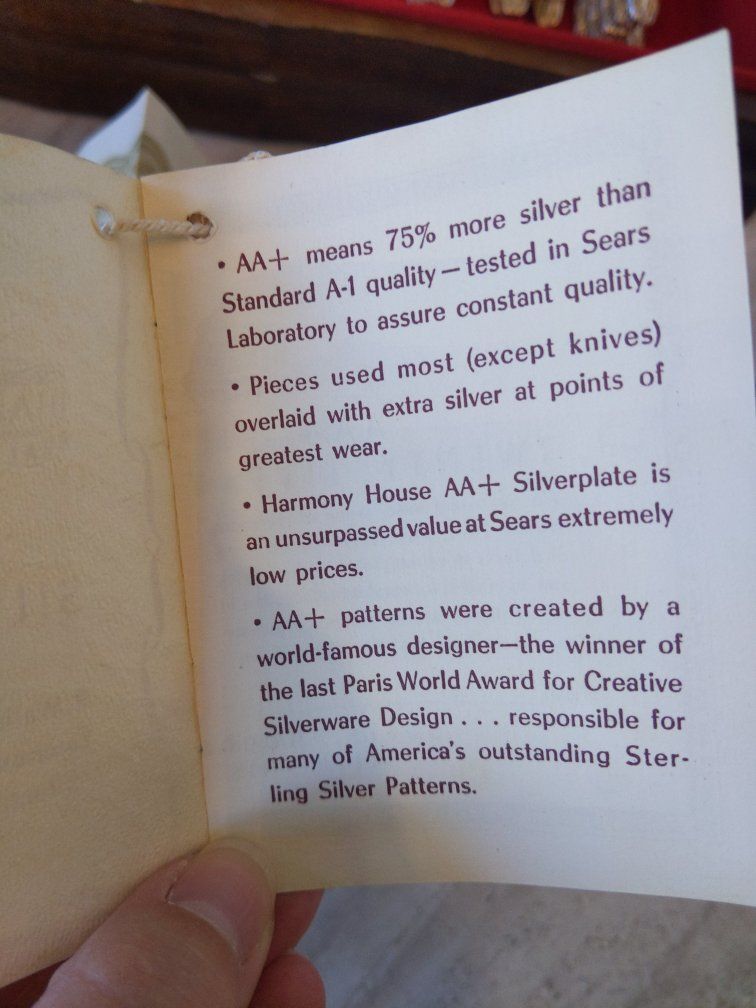 • AA+ means 75% more silver than
Standard A-1 quality—tested in Sears
Laboratory to assure constant quality.
• Pieces used most (except knives)
overlaid with extra silver at points of
greatest wear.
• Harmony House AA+ Silverplate is
an unsurpassed value at Sears extremely
low prices.
• AA+ patterns were created by a
world-famous designer—the winner of
the last Paris World Award for Creative
Silverware Design . . . responsible for
many of America's outstanding Ster-
ling Silver Patterns.